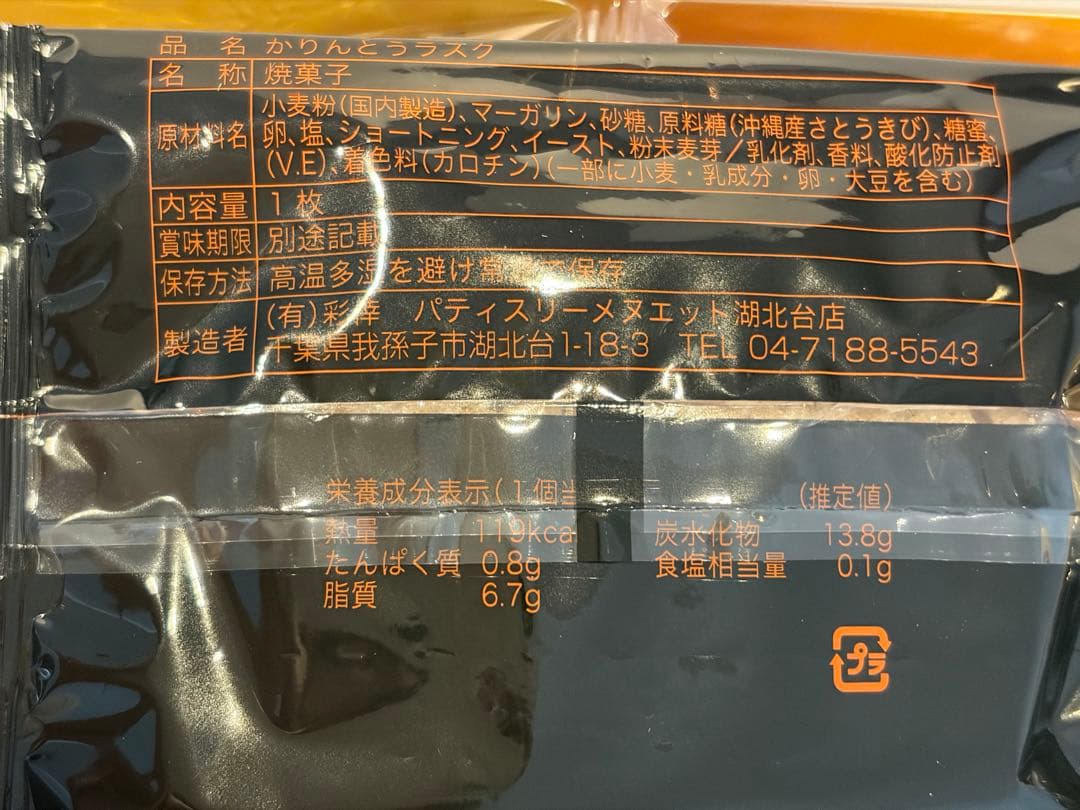 品 名 かりんとうラスク
名 称 焼菓子
原材料名 小麦粉(国内製造)、マーガリン、砂糖、原料糖(沖縄産さとうきび)、糖蜜、
卵、塩、ショートニング、イースト、粉末麦芽/乳化剤、香料、酸化防止剤
(V.E)、着色料(カロチン)(一部に小麦・乳成分・卵・大豆を含む)
内容量 1枚
賞味期限 別途記載
保存方法 高温多湿を避け常温で保存
製造者 (有) パティスリーメヌエット湖北台店
千葉県我孫子市湖北台1-18-3 TEL 04-7188-5543
栄養成分表示(1個当 (推定値)
熱量 119kca 炭水化物 13.8g
たんぱく質 0.8g 食塩相当量 0.1g
脂質 6.7g
プラ